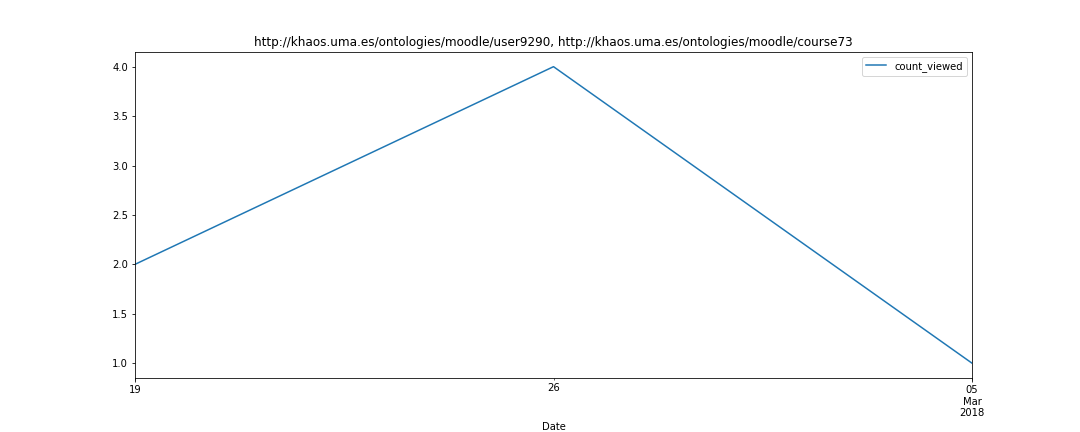 http://khaos.uma.es/ontologies/moodle/user9290, http://khaos.uma.es/ontologies/moodle/course73
count_viewed
4.0
3.5
3.0
2.5
2.0
1.5
1.0
19
26
05
Mar
2018
Date